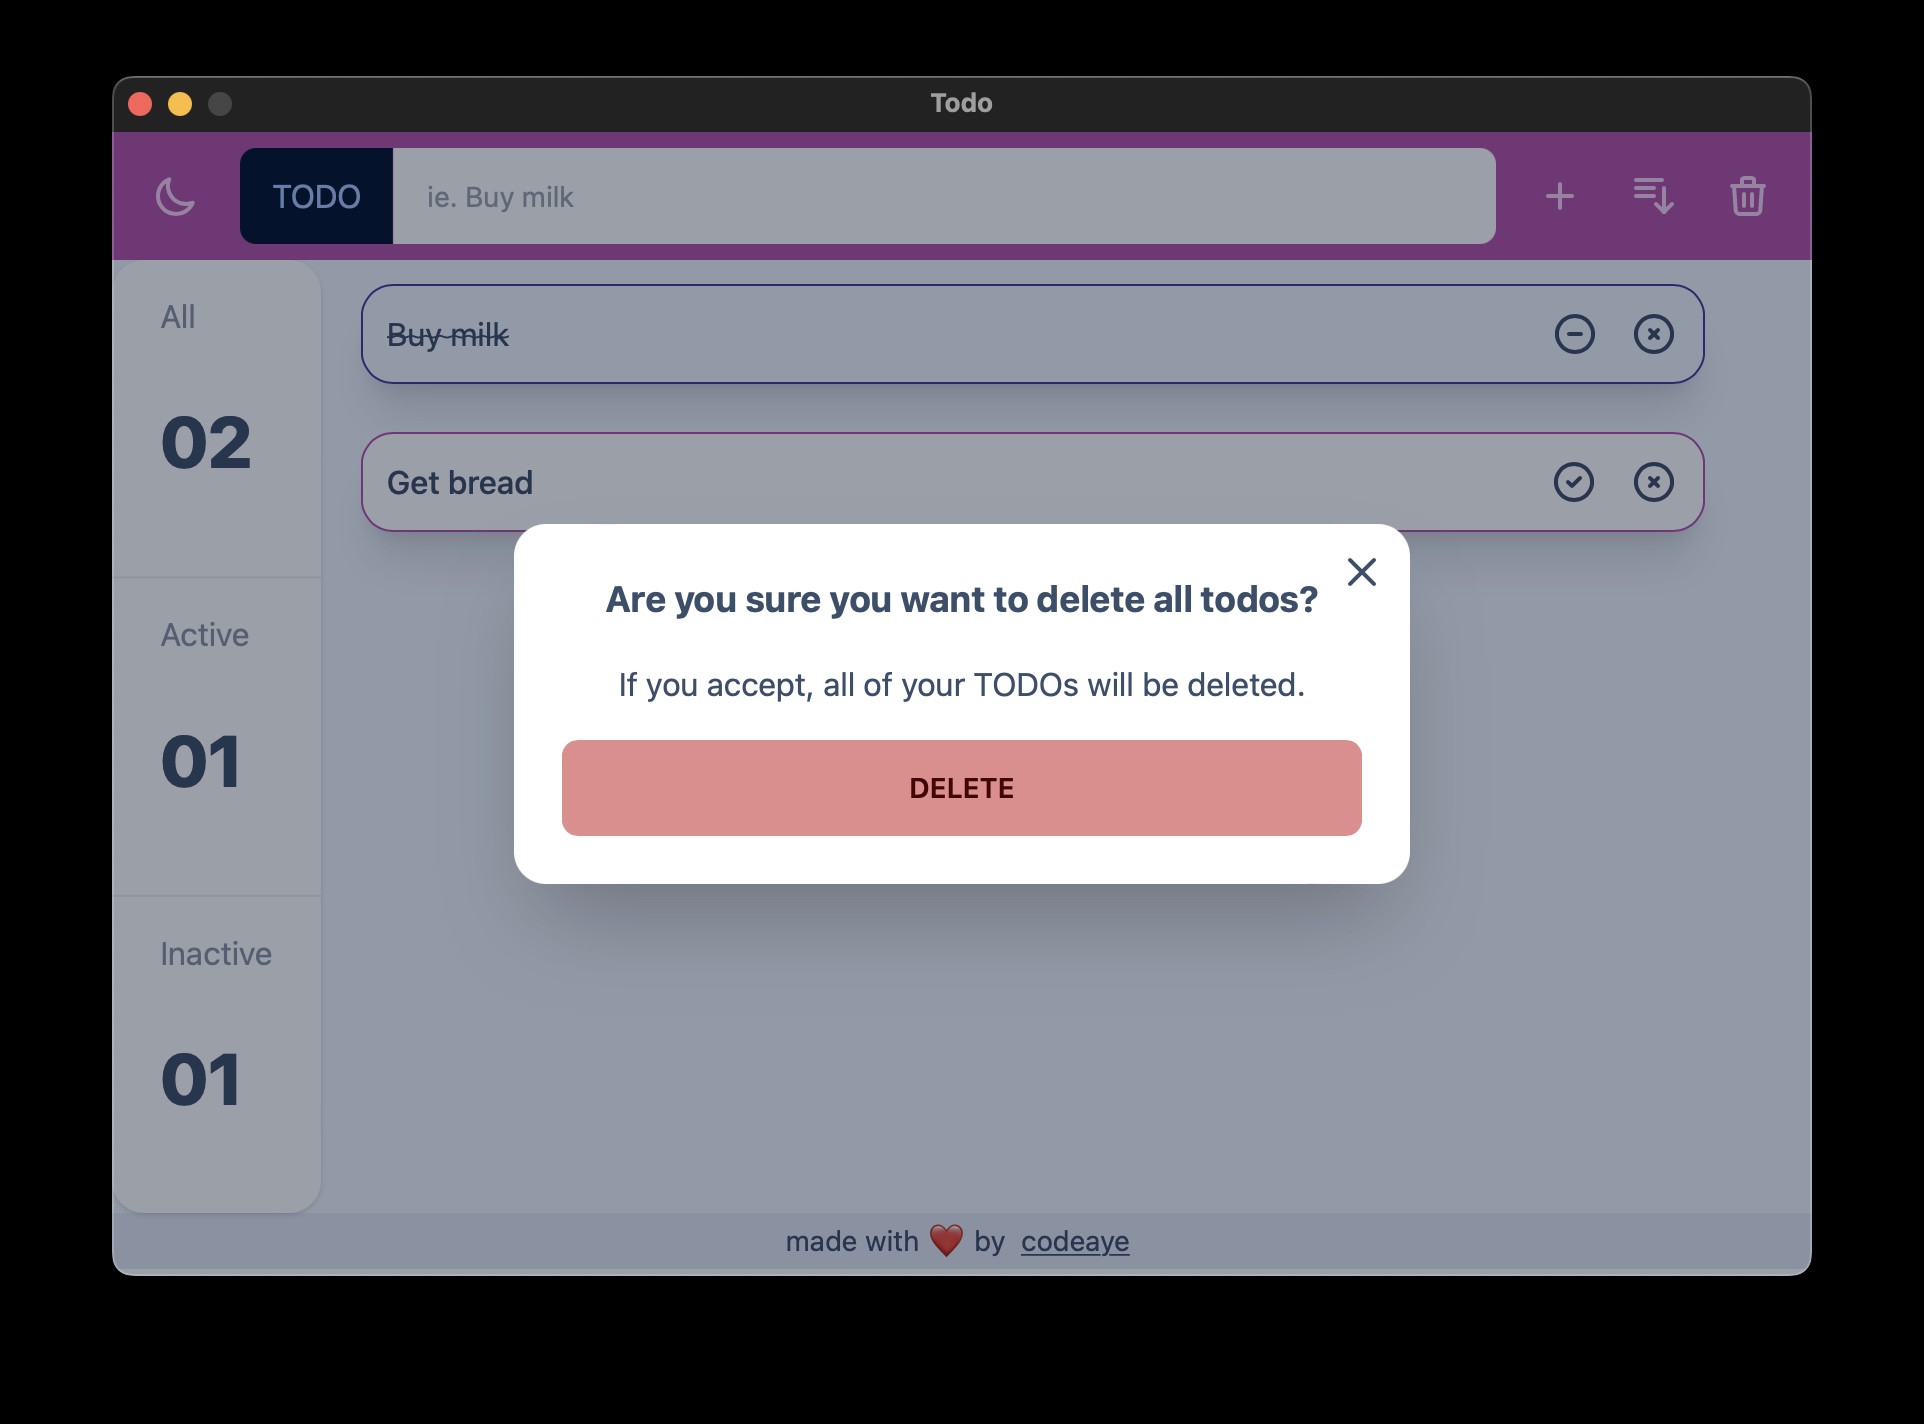 Todo
TODO
ie. Buy milk
All
02
Buy milk
Get bread
Active
01
Inactive
01
Are you sure you want to delete all todos?
If you accept, all of your TODOs will be deleted.
DELETE
made with ❤️ by codeaye